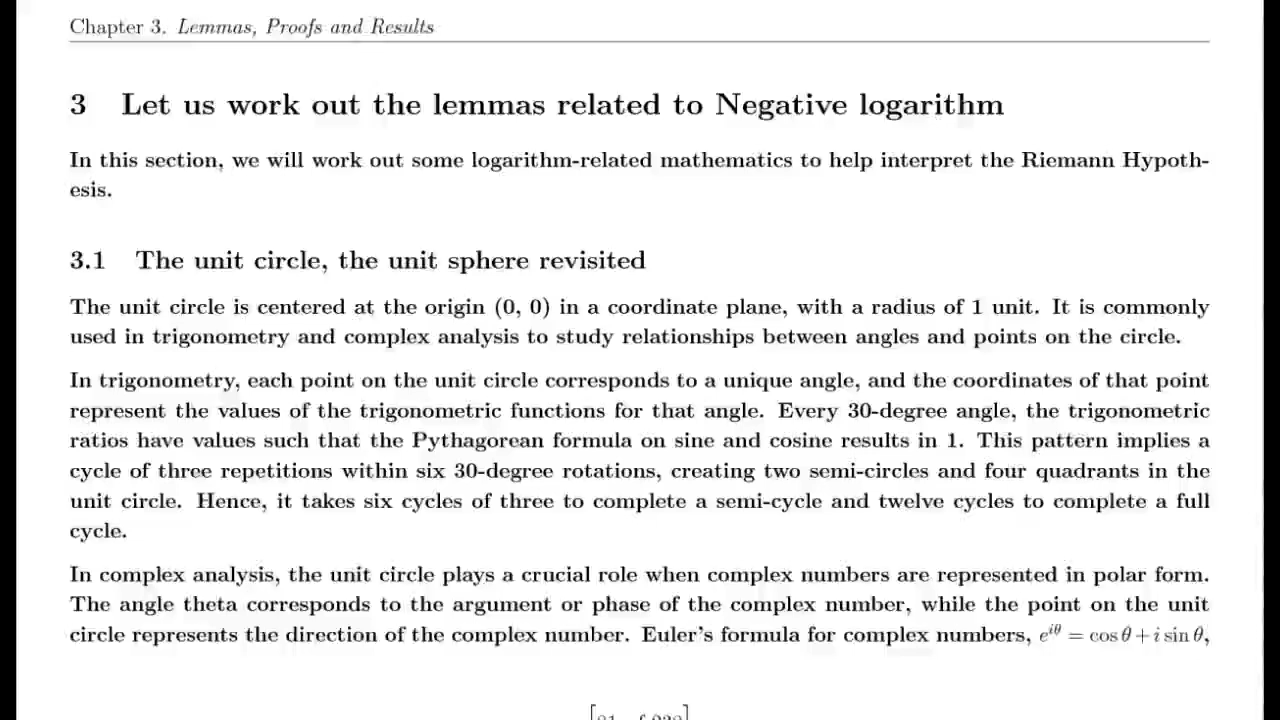 Chapter 3. Lemmas, Proofs and Results
3 Let us work out the lemmas related to Negative logarithm
In this section, we will work out some logarithm-related mathematics to help interpret the Riemann Hypoth-
esis.
3.1 The unit circle, the unit sphere revisited
The unit circle is centered at the origin (0, 0) in a coordinate plane, with a radius of 1 unit. It is commonly
used in trigonometry and complex analysis to study relationships between angles and points on the circle.
In trigonometry, each point on the unit circle corresponds to a unique angle, and the coordinates of that point
represent the values of the trigonometric functions for that angle. Every 30-degree angle, the trigonometric
ratios have values such that the Pythagorean formula on sine and cosine results in 1. This pattern implies a
cycle of three repetitions within six 30-degree rotations, creating two semi-circles and four quadrants in the
unit circle. Hence, it takes six cycles of three to complete a semi-cycle and twelve cycles to complete a full
cycle.
In complex analysis, the unit circle plays a crucial role when complex numbers are represented in polar form.
The angle theta corresponds to the argument or phase of the complex number, while the point on the unit
circle represents the direction of the complex number. Euler's formula for complex numbers, e^{iθ} = cos θ + i sin θ,